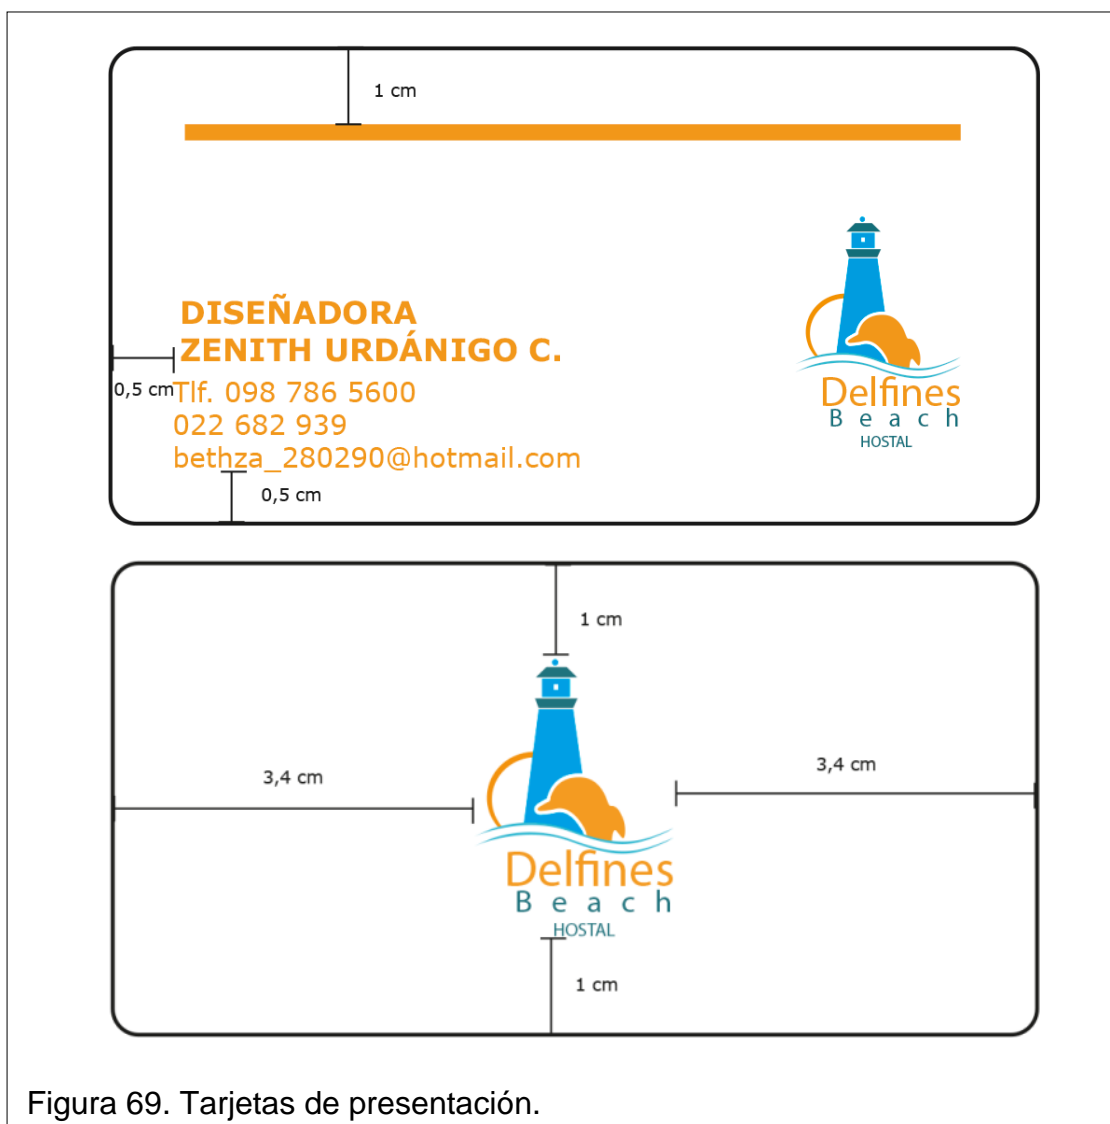 1 cm
DISEÑADORA
ZENITH URDÁNIGO C.
0,5 cm
Tlf. 098 786 5600
022 682 939
bethza_280290@hotmail.com
0,5 cm
Delfines
Beach
HOSTAL
1 cm
3,4 cm
3,4 cm
Delfines
Beach
HOSTAL
1 cm
Figura 69. Tarjetas de presentación.